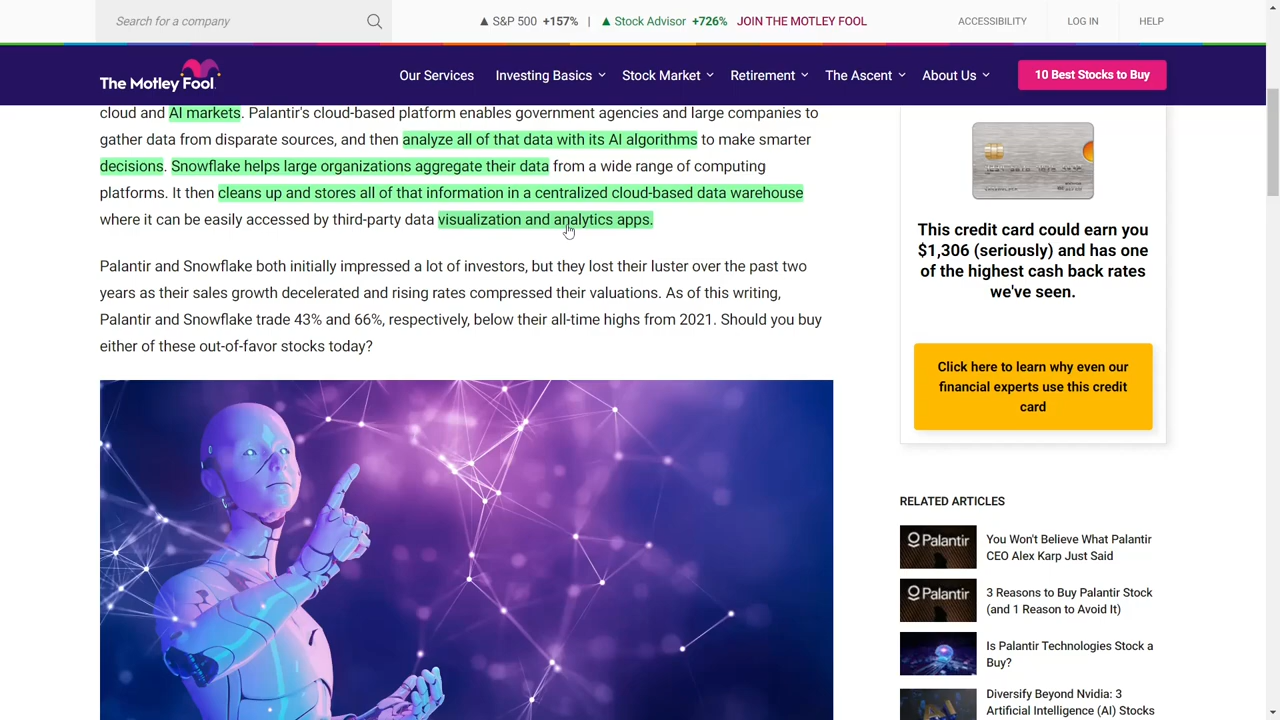 Search for a company
▲ S&P 500 +157% | ▲ Stock Advisor +726% JOIN THE MOTLEY FOOL
ACCESSIBILITY LOG IN HELP
The Motley Fool
Our Services Investing Basics Stock Market Retirement The Ascent About Us 10 Best Stocks to Buy
cloud and AI markets. Palantir's cloud-based platform enables government agencies and large companies to
gather data from disparate sources, and then analyze all of that data with its AI algorithms to make smarter
decisions. Snowflake helps large organizations aggregate their data from a wide range of computing
platforms. It then cleans up and stores all of that information in a centralized cloud-based data warehouse
where it can be easily accessed by third-party data visualization and analytics apps.
Palantir and Snowflake both initially impressed a lot of investors, but they lost their luster over the past two
years as their sales growth decelerated and rising rates compressed their valuations. As of this writing,
Palantir and Snowflake trade 43% and 66%, respectively, below their all-time highs from 2021. Should you buy
either of these out-of-favor stocks today?
This credit card could earn you
$1,306 (seriously) and has one
of the highest cash back rates
we've seen.
Click here to learn why even our
financial experts use this credit
card
RELATED ARTICLES
Palantir
You Won't Believe What Palantir
CEO Alex Karp Just Said
Palantir
3 Reasons to Buy Palantir Stock
(and 1 Reason to Avoid It)
Is Palantir Technologies Stock a
Buy?
Diversify Beyond Nvidia: 3
Artificial Intelligence (AI) Stocks